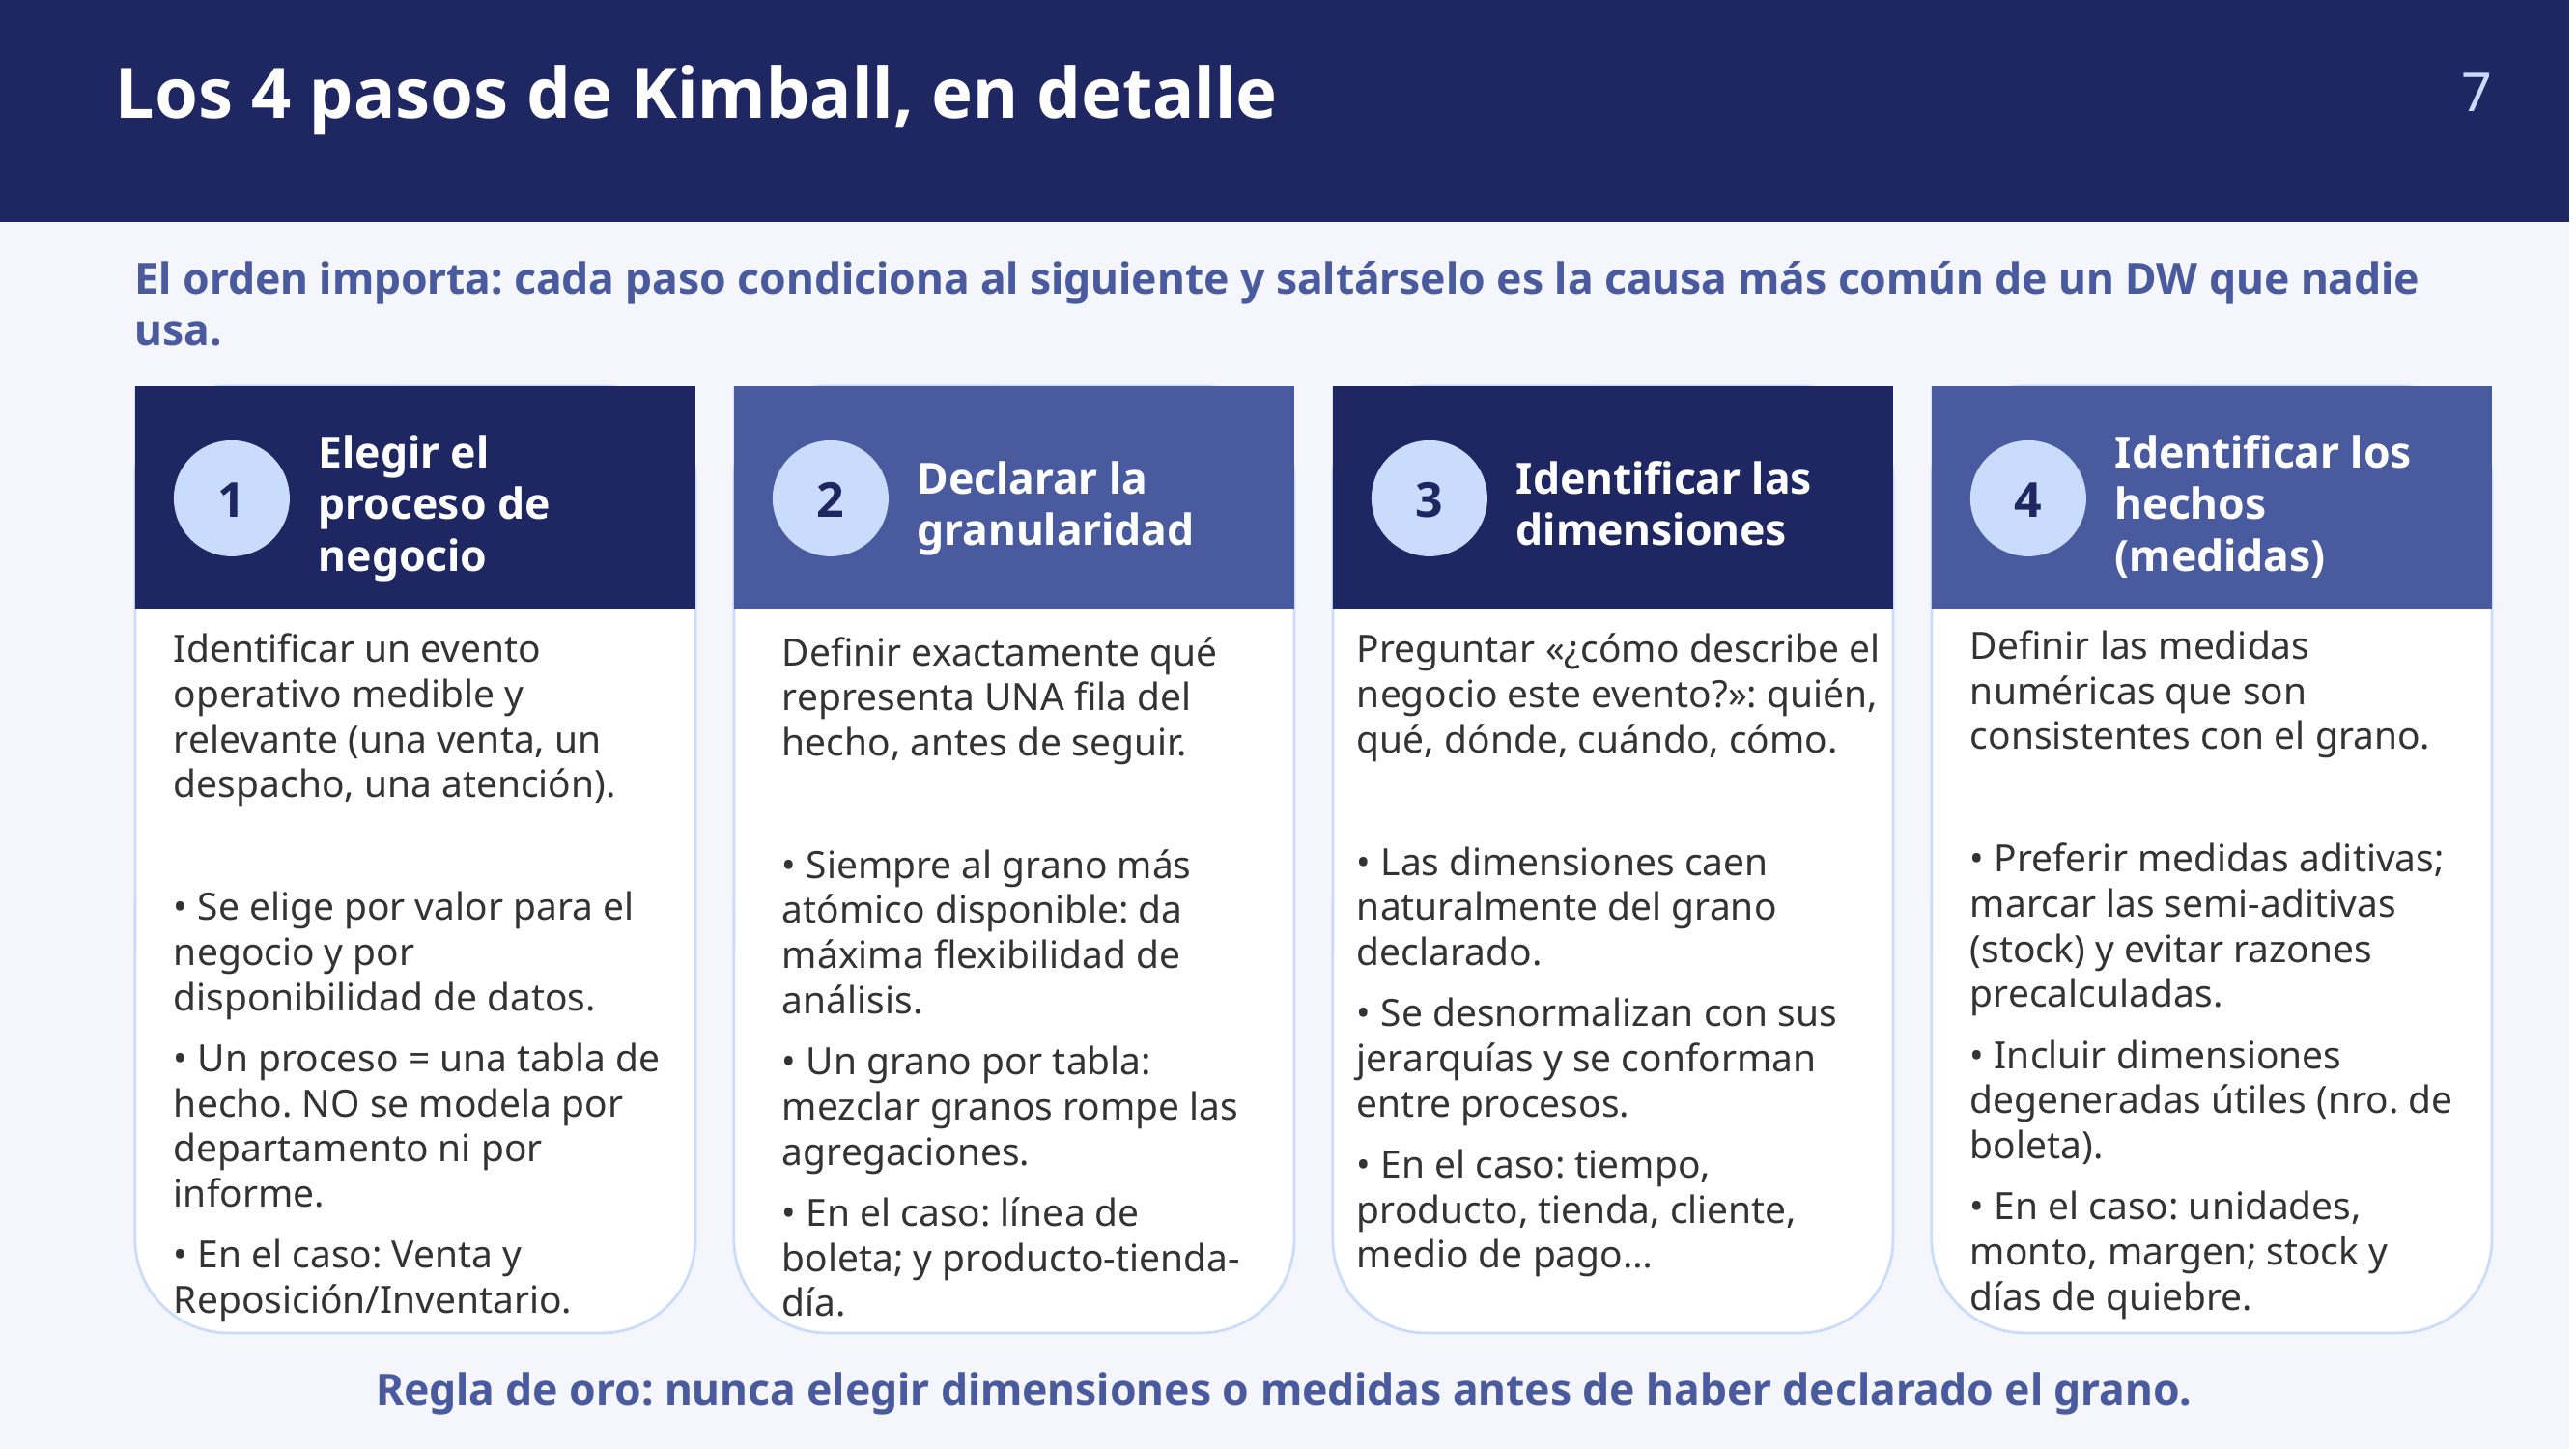 Los 4 pasos de Kimball, en detalle
7
El orden importa: cada paso condiciona al siguiente y saltárselo es la causa más común de un DW que nadie
usa.
1
Elegir el
proceso de
negocio
Identificar un evento
operativo medible y
relevante (una venta, un
despacho, una atención).
• Se elige por valor para el
negocio y por
disponibilidad de datos.
• Un proceso = una tabla de
hecho. NO se modela por
departamento ni por
informe.
• En el caso: Venta y
Reposición/Inventario.
2
Declarar la
granularidad
Definir exactamente qué
representa UNA fila del
hecho, antes de seguir.
• Siempre al grano más
atómico disponible: da
máxima flexibilidad de
análisis.
• Un grano por tabla:
mezclar granos rompe las
agregaciones.
• En el caso: línea de
boleta; y producto-tienda-
día.
3
Identificar las
dimensiones
Preguntar «¿cómo describe el
negocio este evento?»: quién,
qué, dónde, cuándo, cómo.
• Las dimensiones caen
naturalmente del grano
declarado.
• Se desnormalizan con sus
jerarquías y se conforman
entre procesos.
• En el caso: tiempo,
producto, tienda, cliente,
medio de pago…
4
Identificar los
hechos
(medidas)
Definir las medidas
numéricas que son
consistentes con el grano.
• Preferir medidas aditivas;
marcar las semi-aditivas
(stock) y evitar razones
precalculadas.
• Incluir dimensiones
degeneradas útiles (nro. de
boleta).
• En el caso: unidades,
monto, margen; stock y
días de quiebre.
Regla de oro: nunca elegir dimensiones o medidas antes de haber declarado el grano.